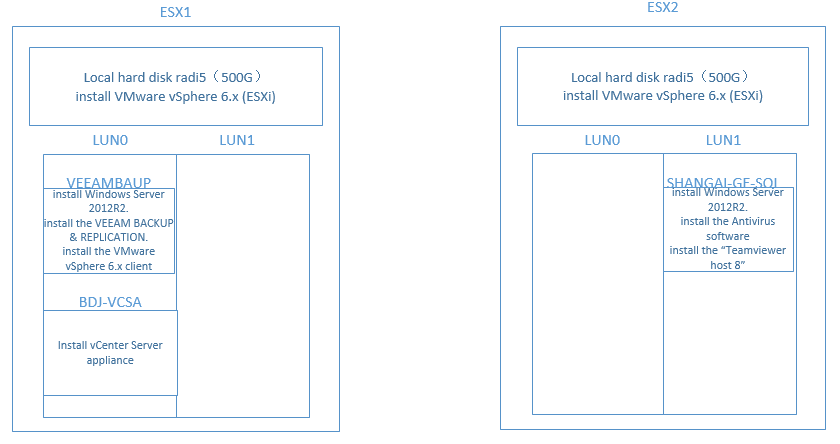 ESX1
Local hard disk radi5（500G）
install VMware vSphere 6.x (ESXi)
LUN0
LUN1
VEEAMBAUP
install Windows Server
2012R2.
install the VEEAM BACKUP
& REPLICATION.
install the VMware
vSphere 6.x client
BDJ-VCSA
Install vCenter Server
appliance
ESX2
Local hard disk radi5（500G）
install VMware vSphere 6.x (ESXi)
LUN0
LUN1
SHANGAI-GE-SQL
install Windows Server
2012R2.
install the Antivirus
software
install the “Teamviewer
host 8”